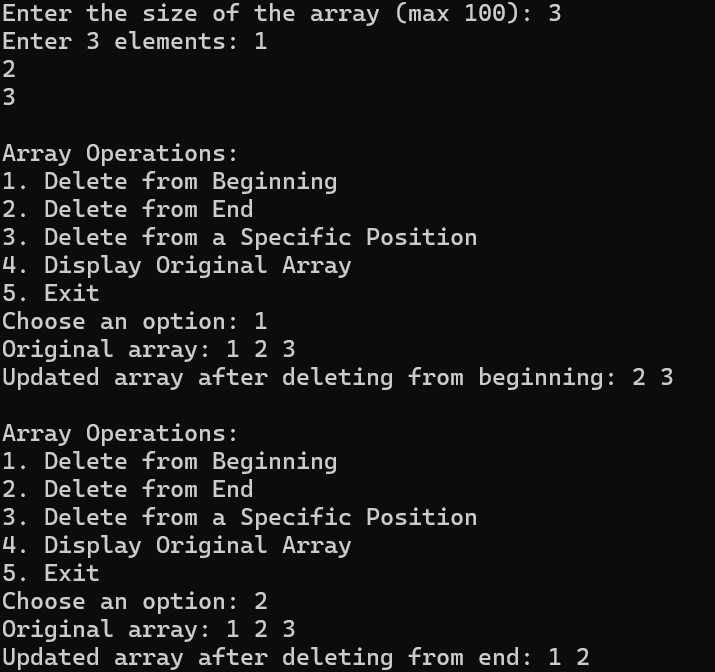 Enter the size of the array (max 100): 3
Enter 3 elements: 1
2
3
Array Operations:
1. Delete from Beginning
2. Delete from End
3. Delete from a Specific Position
4. Display Original Array
5. Exit
Choose an option: 1
Original array: 1 2 3
Updated array after deleting from beginning: 2 3
Array Operations:
1. Delete from Beginning
2. Delete from End
3. Delete from a Specific Position
4. Display Original Array
5. Exit
Choose an option: 2
Original array: 1 2 3
Updated array after deleting from end: 1 2